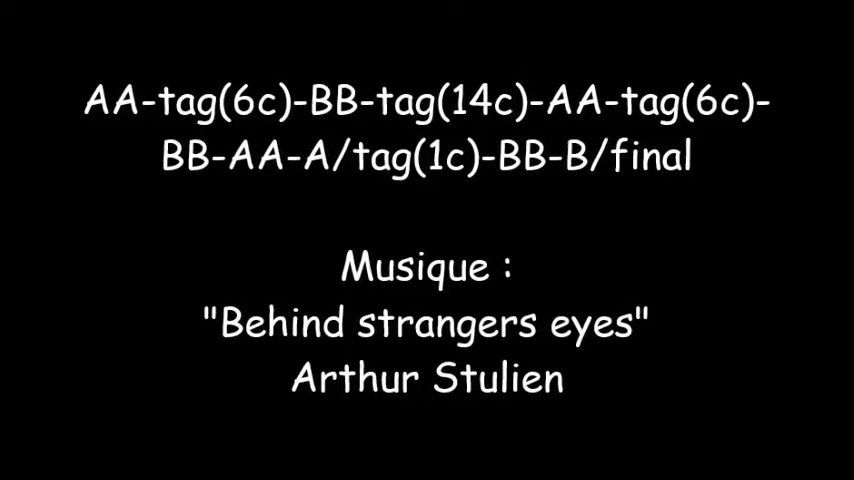 AA-tag(6c)-BB-tag(14c)-AA-tag(6c)-
BB-AA-A/tag(1c)-BB-B/final
Musique :
"Behind strangers eyes"
Arthur Stulien